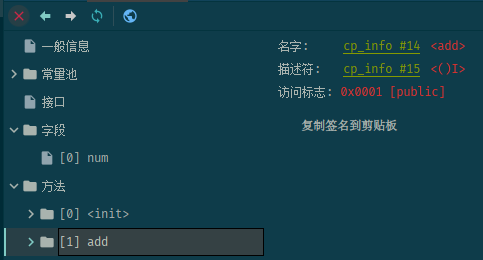 一般信息
常量池
接口
字段
[0] num
方法
[0] <init>
[1] add
名字: cp_info #14 <add>
描述符: cp_info #15 <()I>
访问标志: 0x0001 [public]
复制签名到剪贴板